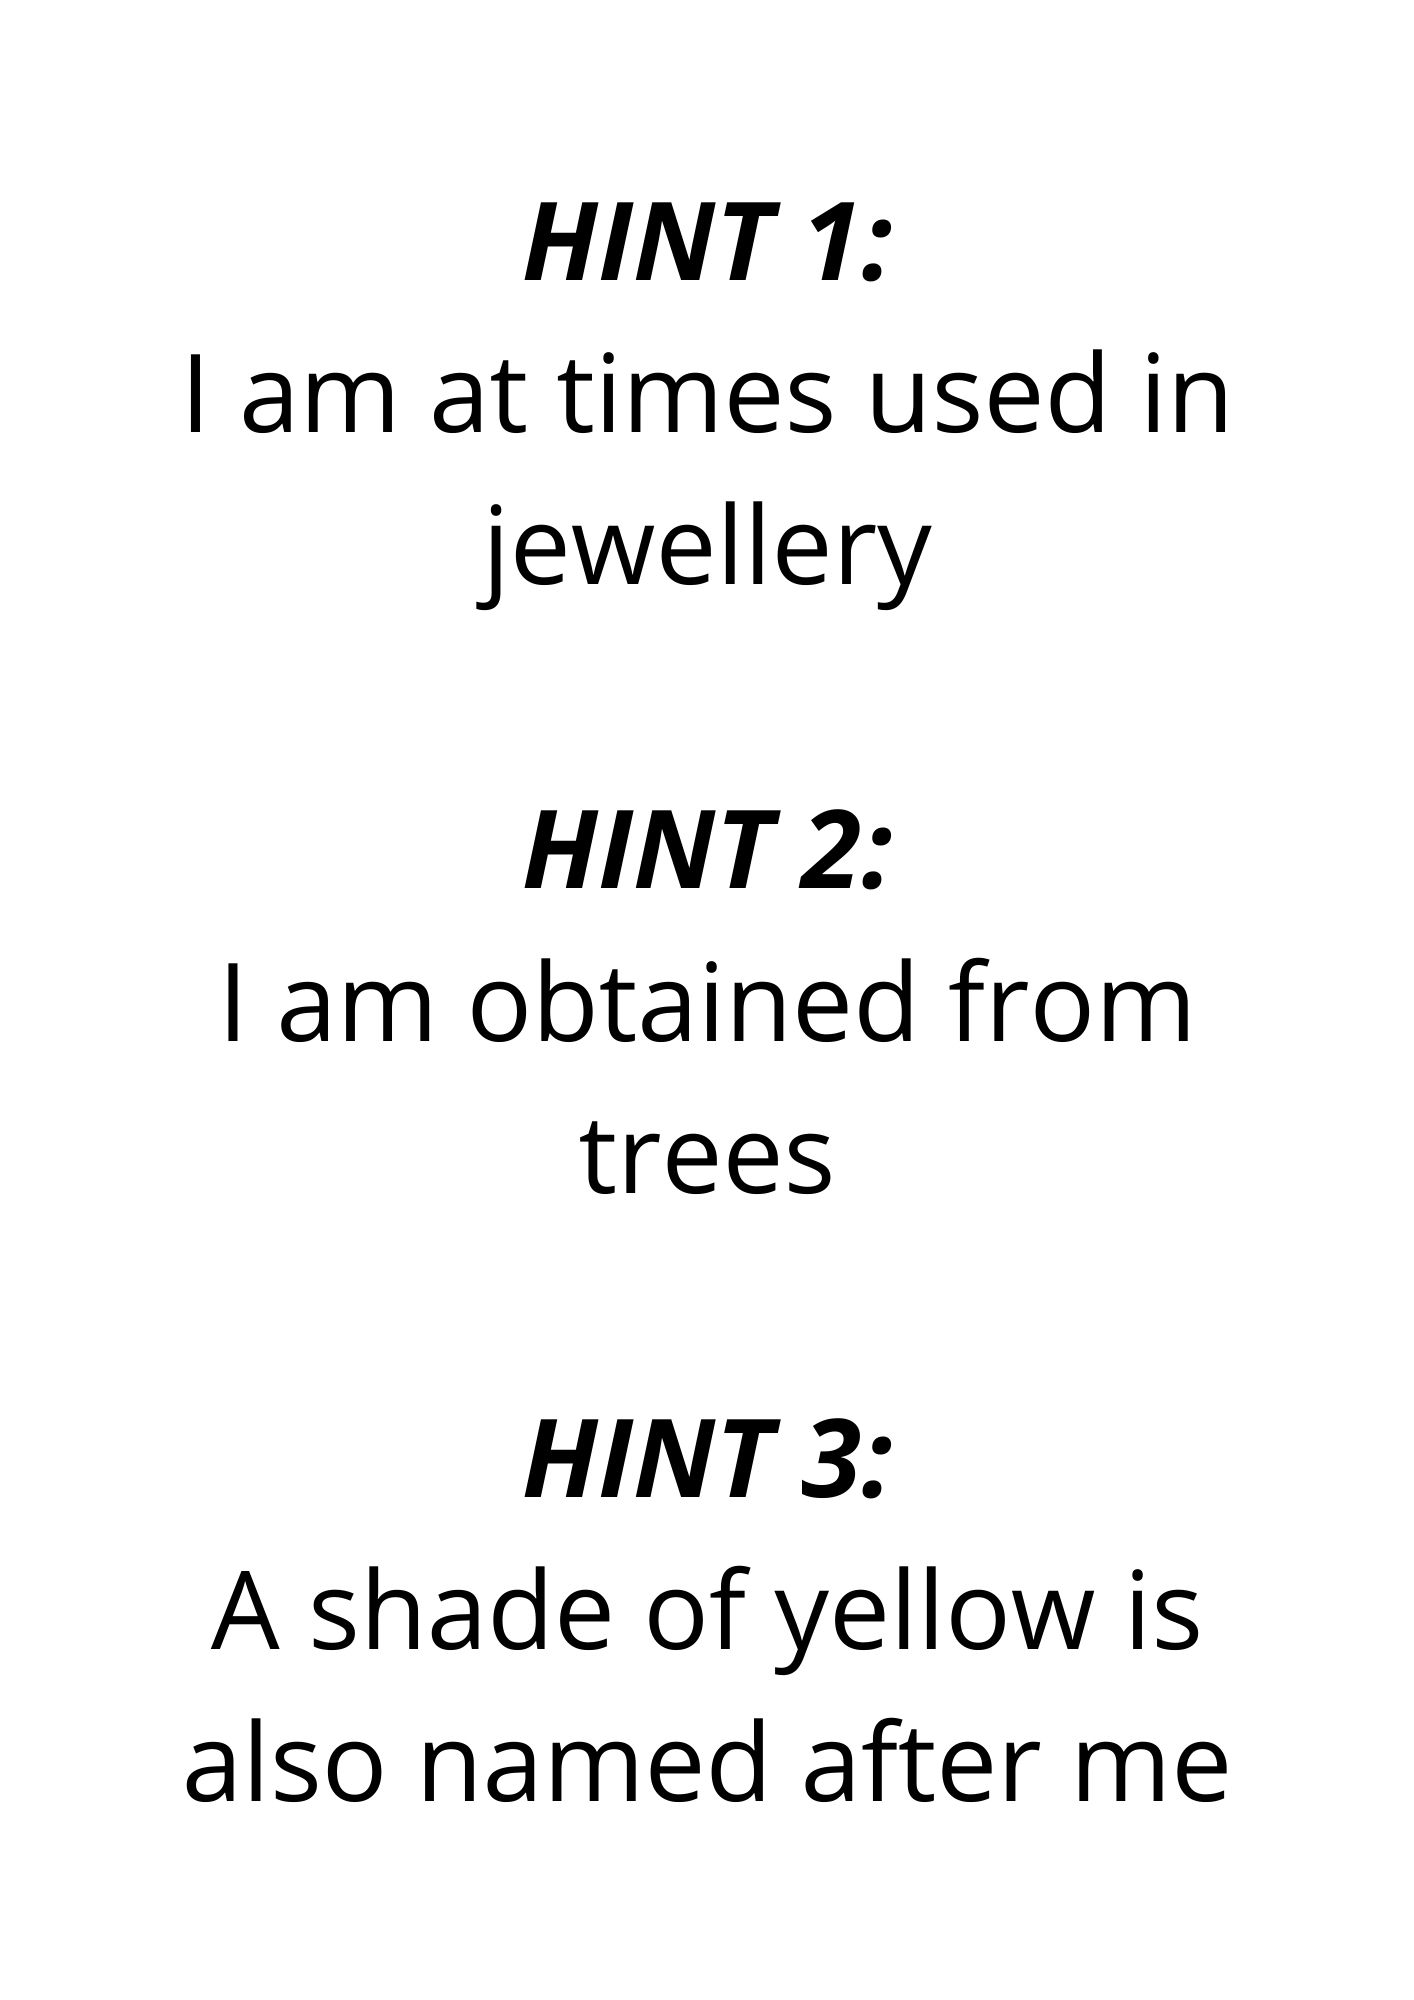 HINT 1:
I am at times used in
jewellery
HINT 2:
I am obtained from
trees
HINT 3:
A shade of yellow is
also named after me